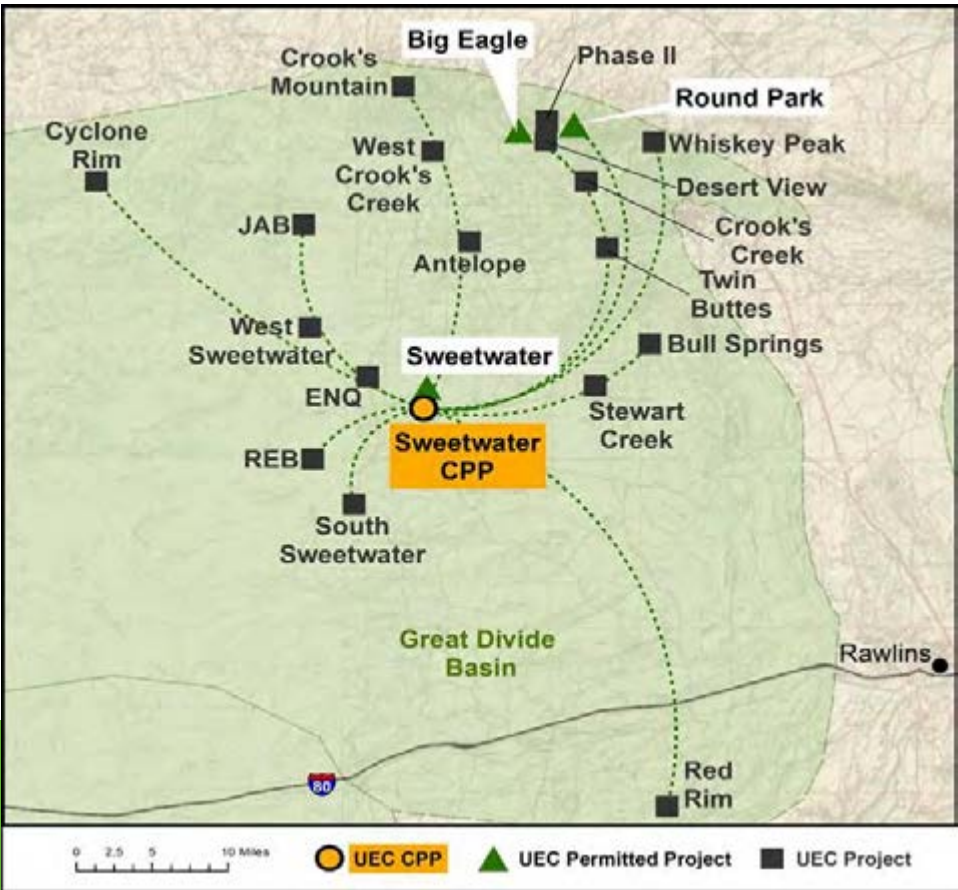 Big Eagle
Crook's
Mountain
Phase II
Round Park
Cyclone
Rim
West
Crook's
Creek
Whiskey Peak
Desert View
JAB
Antelope
Crook's
Creek
Twin
Buttes
West
Sweetwater
Sweetwater
Bull Springs
ENQ
Stewart
Creek
Sweetwater
CPP
REB
South
Sweetwater
Great Divide
Basin
Rawlins
80
Red
Rim
0 2.5 5 10 Miles
UEC CPP
UEC Permitted Project
UEC Project